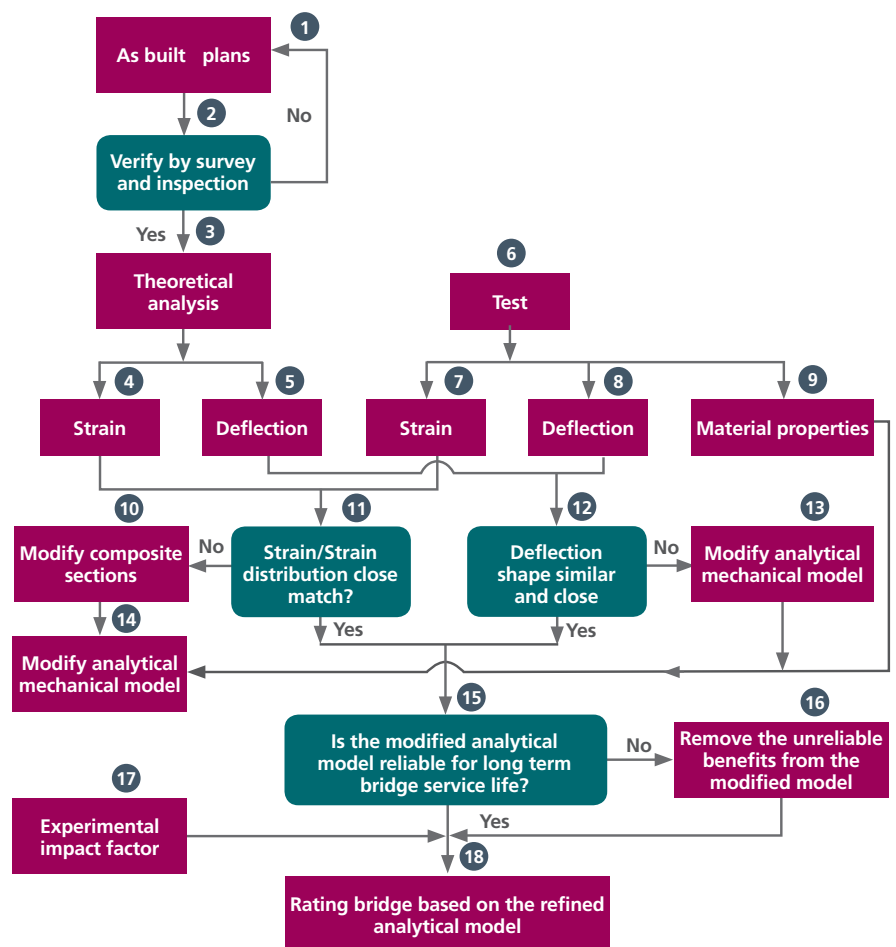 1
As built plans
2
No
Verify by survey
and inspection
Yes
3
Theoretical
analysis
6
Test
4
5
7
8
9
Strain
Deflection
Strain
Deflection
Material properties
10
11
12
13
Modify composite
sections
No
Strain/Strain
distribution close
match?
Deflection
shape similar
and close
No
Modify analytical
mechanical model
14
Yes
Yes
Modify analytical
mechanical model
15
16
Is the modified analytical
model reliable for long term
bridge service life?
No
Remove the unreliable
benefits from the
modified model
17
Experimental
impact factor
Yes
18
Rating bridge based on the refined
analytical model